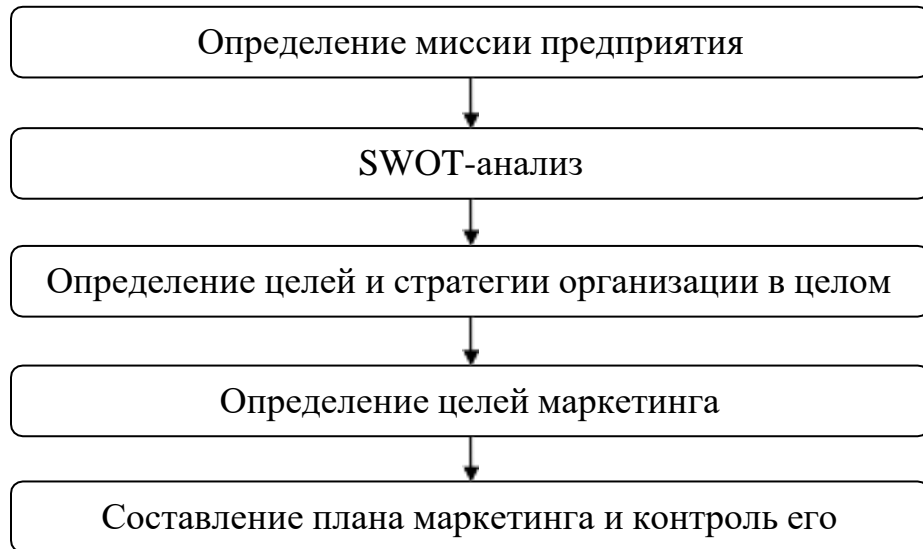 Определение миссии предприятия
SWOT-анализ
Определение целей и стратегии организации в целом
Определение целей маркетинга
Составление плана маркетинга и контроль его